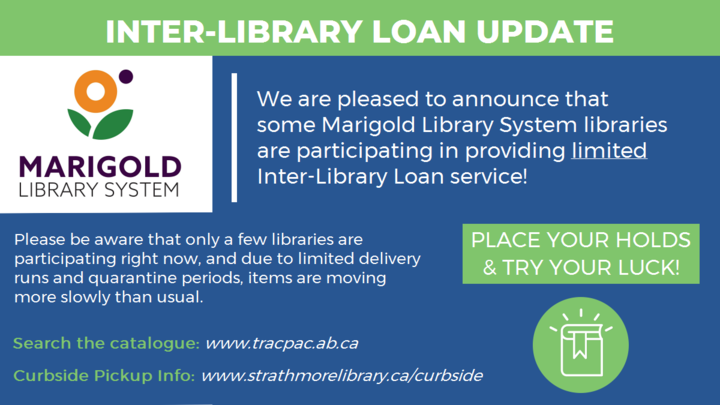 INTER-LIBRARY LOAN UPDATE
MARIGOLD
LIBRARY SYSTEM
We are pleased to announce that
some Marigold Library System libraries
are participating in providing limited
Inter-Library Loan service!
Please be aware that only a few libraries are
participating right now, and due to limited delivery
runs and quarantine periods, items are moving
more slowly than usual.
PLACE YOUR HOLDS
& TRY YOUR LUCK!
Search the catalogue: www.tracpac.ab.ca
Curbside Pickup Info: www.strathmorelibrary.ca/curbside